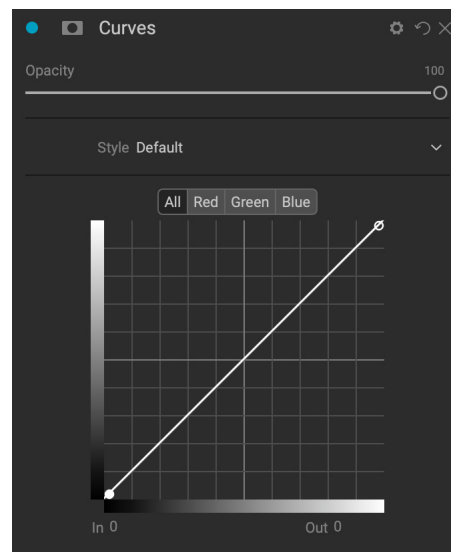 Curves
Opacity 100
Style Default
All Red Green Blue
In 0 Out 0